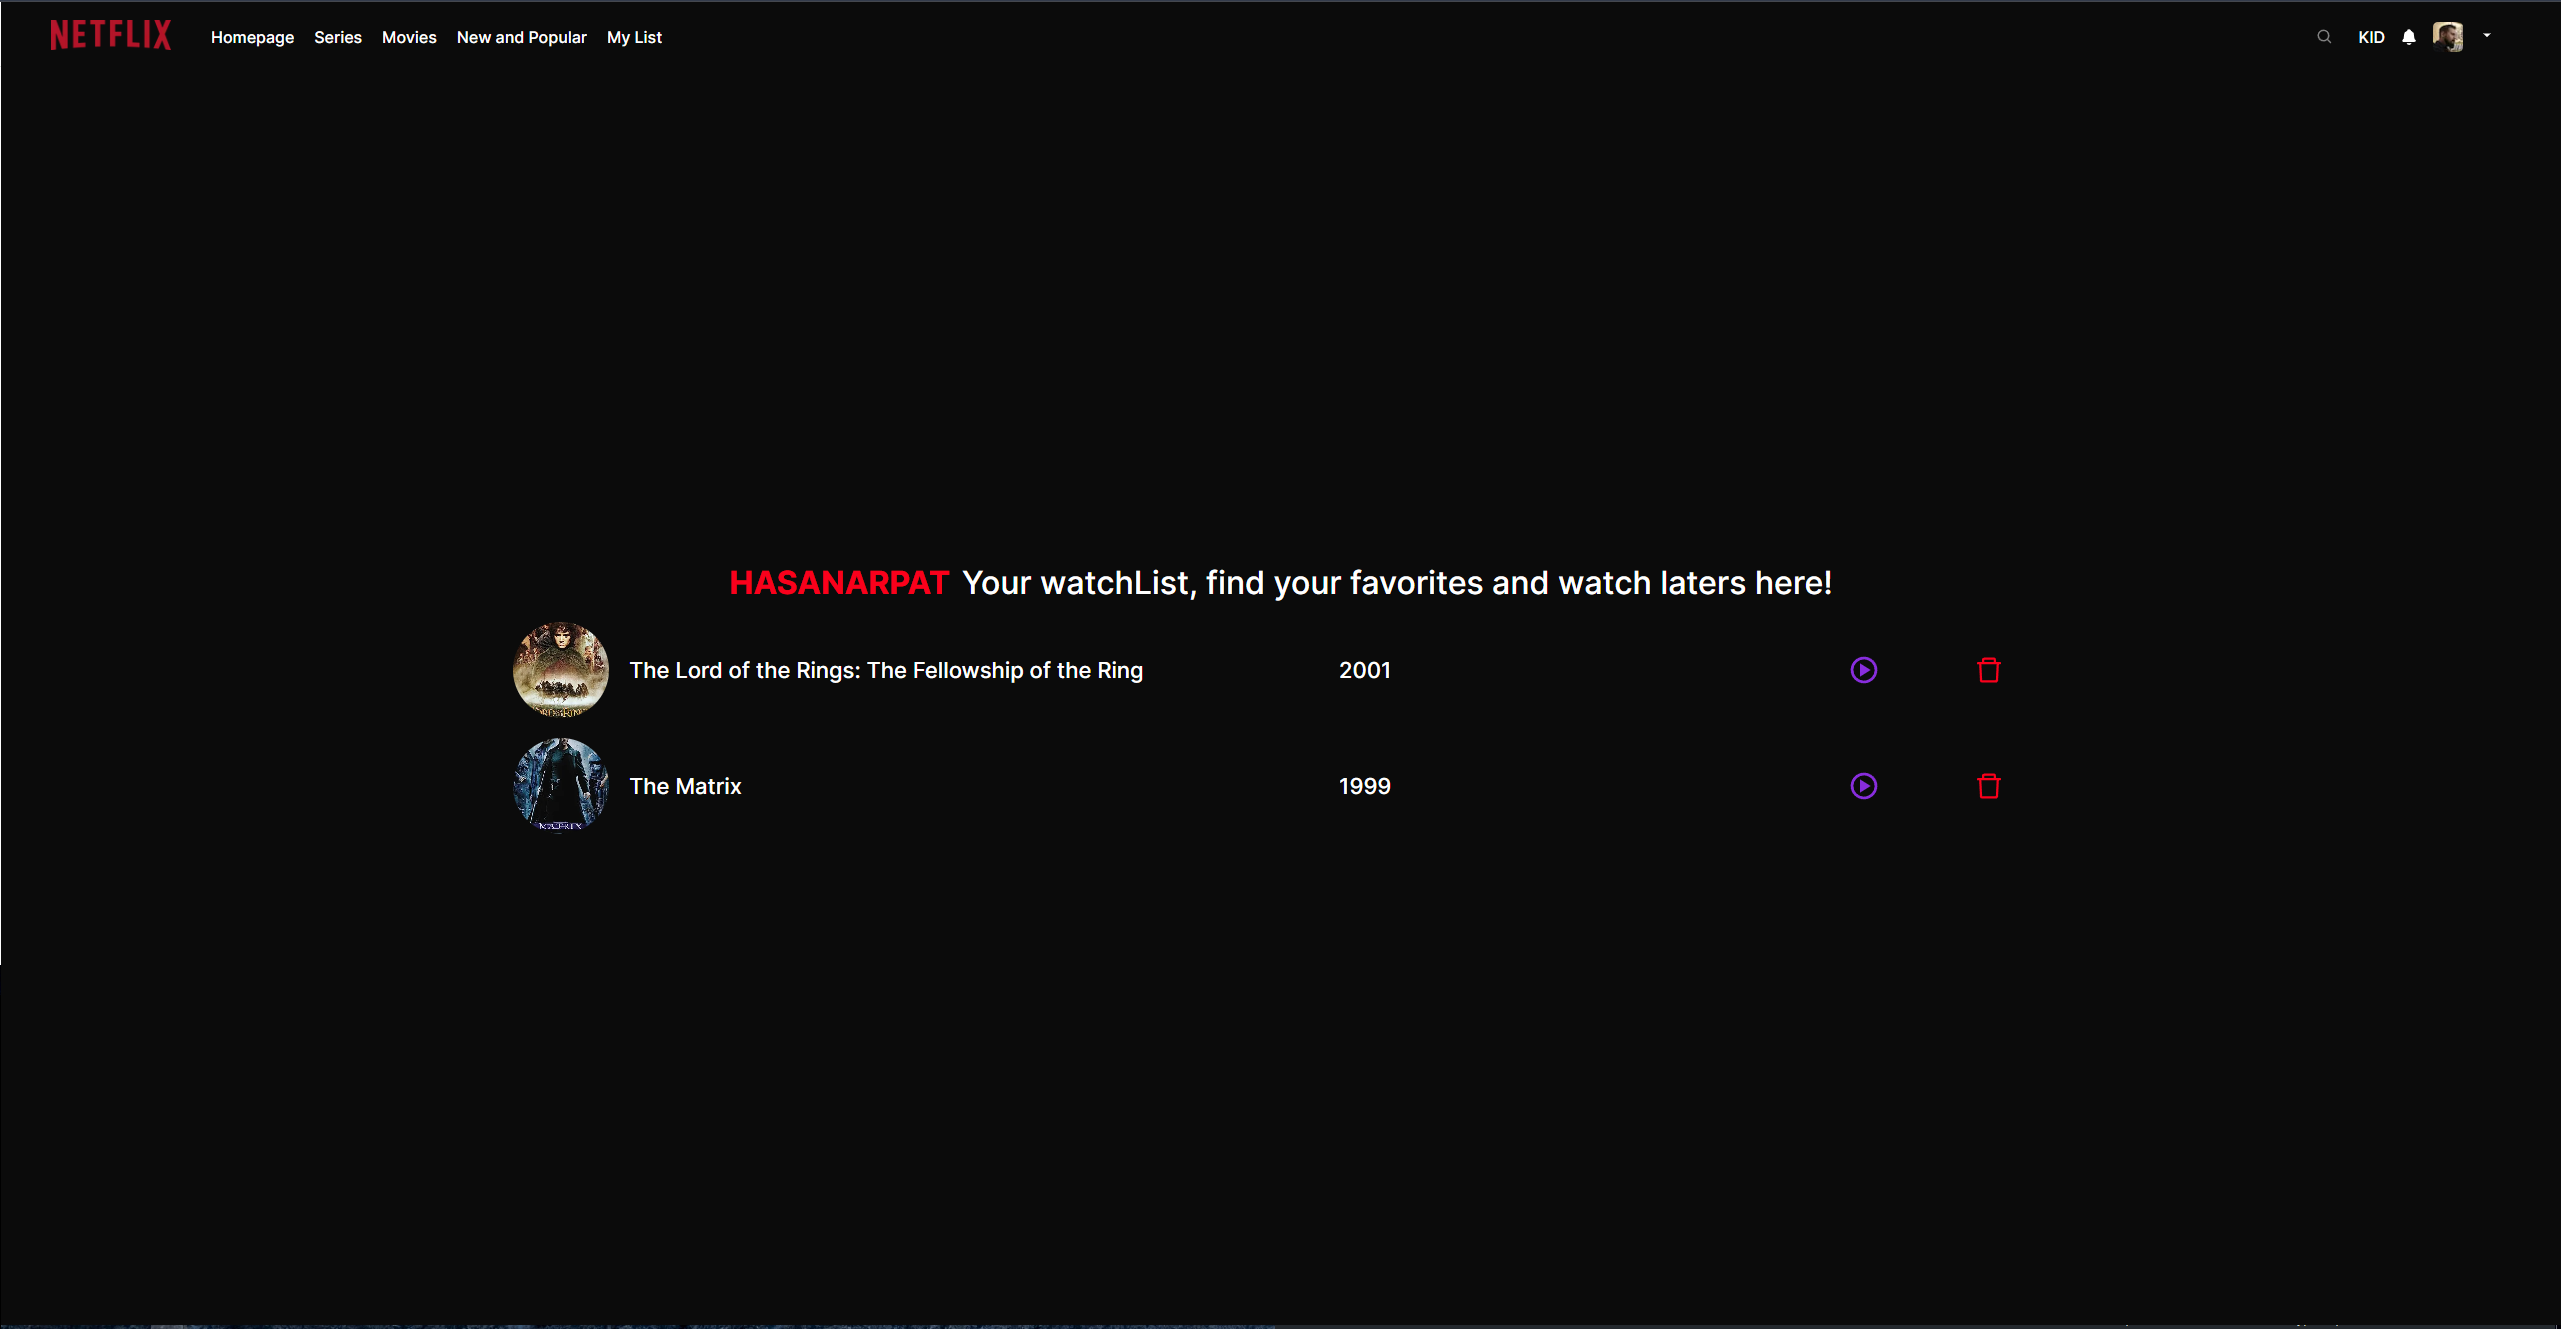 NETFLIX Homepage Series Movies New and Popular My List KID
HASANARPAT Your watchList, find your favorites and watch laters here!
The Lord of the Rings: The Fellowship of the Ring 2001
The Matrix 1999
MATRIX